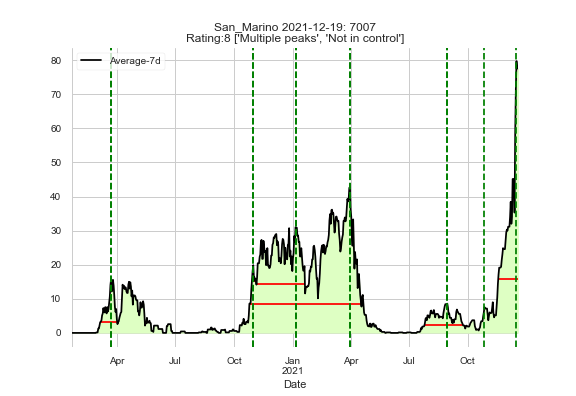 San_Marino 2021-12-19: 7007
Rating:8 ['Multiple peaks', 'Not in control']
Average-7d
80
70
60
50
40
30
20
10
0
Apr Jul Oct Jan Apr Jul Oct
2021
Date